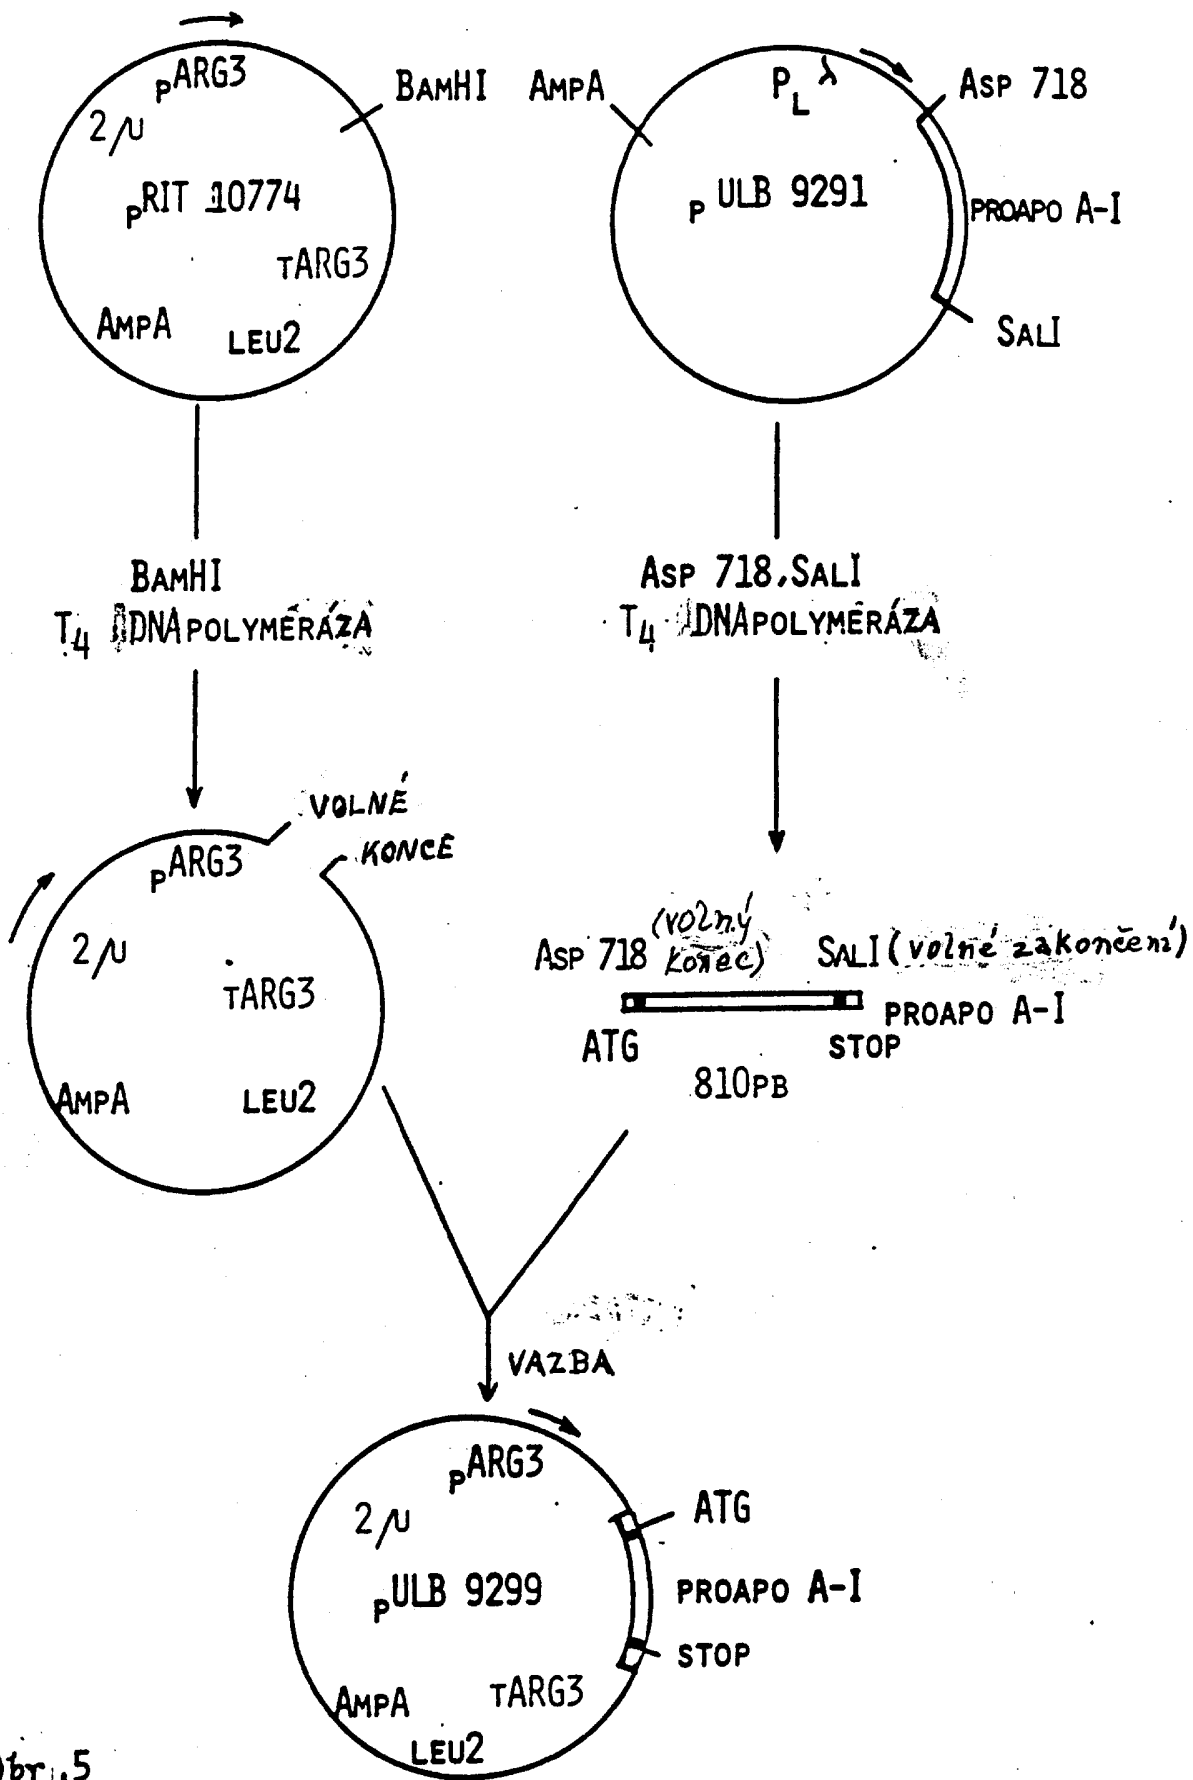 pARG3
2μ
BamHI
pRIT 10774
TARG3
AmpA
LEU2
AmpA
PL λ
Asp 718
pULB 9291
PROAPO A-I
SalI
BamHI
T4 DNA POLYMÉRÁZA
Asp 718, SalI
T4 DNA POLYMÉRÁZA
VOLNÉ
KONCE
pARG3
2μ
TARG3
AmpA
LEU2
Asp 718 (volný konec)
SalI (volné zakončení)
PROAPO A-I
ATG
STOP
810PB
VAZBA
pARG3
2μ
ATG
pULB 9299
PROAPO A-I
STOP
TARG3
AmpA
LEU2
Obr. 5